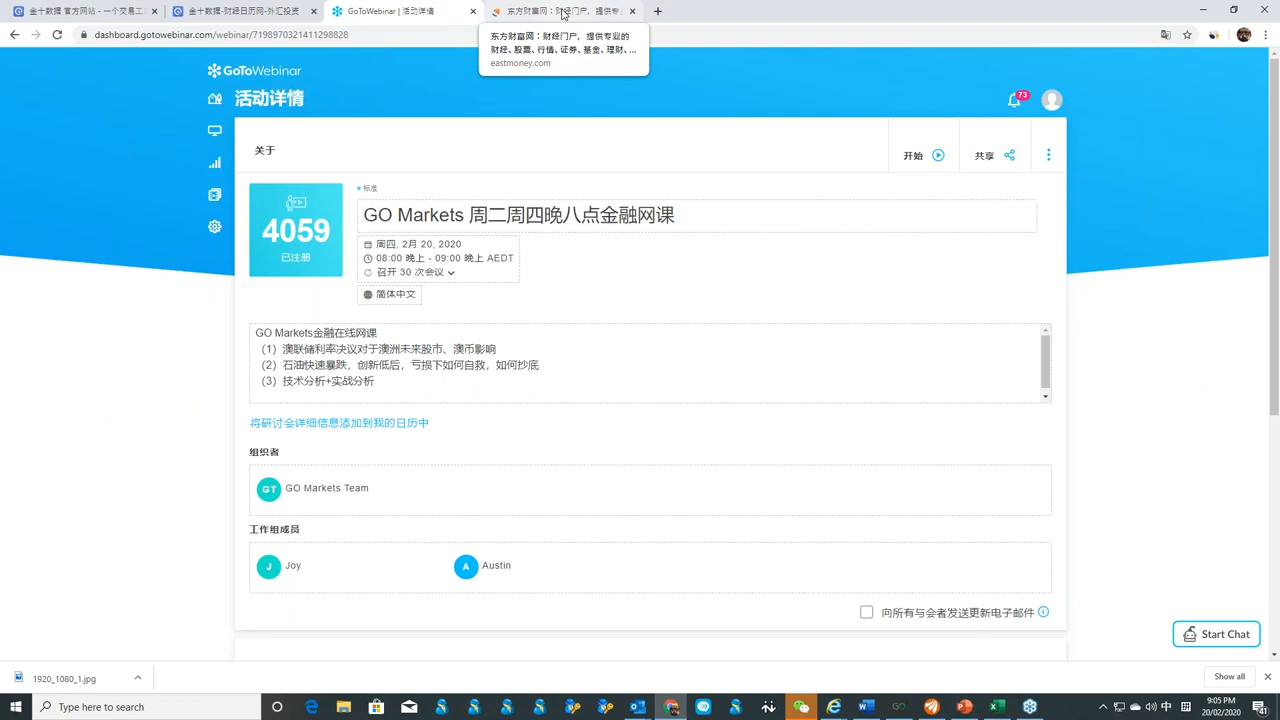 金十数据 官方网站 - 一个交易工
金十数据-财经日历网-外汇投资
GoToWebinar | 活动详情
东方财富网：财经门户，提供专
dashboard.gotowebinar.com/webinar/7198970321411298828
东方财富网：财经门户，提供专业的
财经、股票、行情、证券、基金、理财、...
eastmoney.com
GoToWebinar
活动详情
73
关于
开始
共享
标准
4059
已注册
GO Markets 周二周四晚八点金融网课
周四, 2月 20, 2020
08:00 晚上 - 09:00 晚上 AEDT
召开 30 次会议
简体中文
GO Markets金融在线网课
（1）澳联储利率决议对于澳洲未来股市、澳币影响
（2）石油快速暴跌，创新低后，亏损下如何自救，如何抄底
（3）技术分析+实战分析
将研讨会详细信息添加到我的日历中
组织者
GT GO Markets Team
工作组成员
J Joy
A Austin
向所有与会者发送更新电子邮件
Start Chat
1920_1080_1.jpg
Show all
Type here to search
中
9:05 PM
20/02/2020